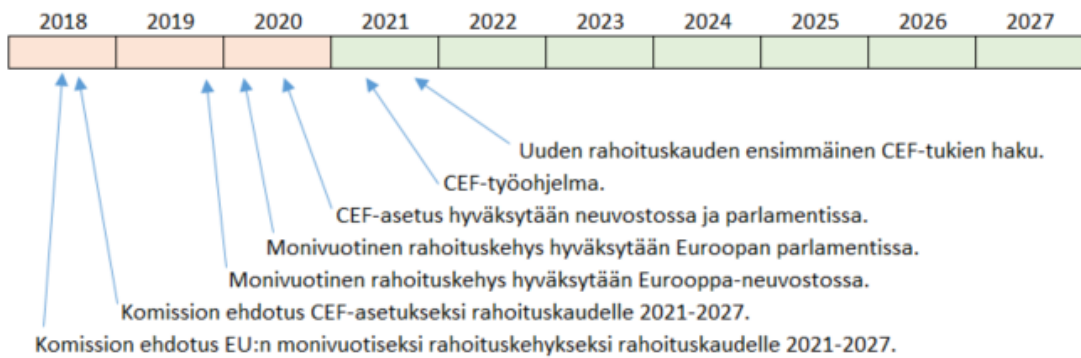 2018 2019 2020 2021 2022 2023 2024 2025 2026 2027
Uuden rahoituskauden ensimmäinen CEF-tukien haku.
CEF-työohjelma.
CEF-asetus hyväksytään neuvostossa ja parlamentissa.
Monivuotinen rahoituskehys hyväksytään Euroopan parlamentissa.
Monivuotinen rahoituskehys hyväksytään Eurooppa-neuvostossa.
Komission ehdotus CEF-asetukseksi rahoituskaudelle 2021-2027.
Komission ehdotus EU:n monivuotiseksi rahoituskehykseksi rahoituskaudelle 2021-2027.